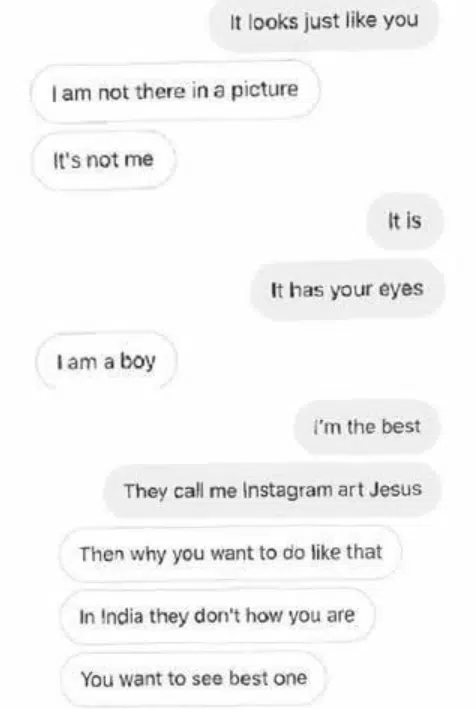 It looks just like you
I am not there in a picture
It's not me
It is
It has your eyes
I am a boy
I'm the best
They call me Instagram art Jesus
Then why you want to do like that
In India they don't how you are
You want to see best one